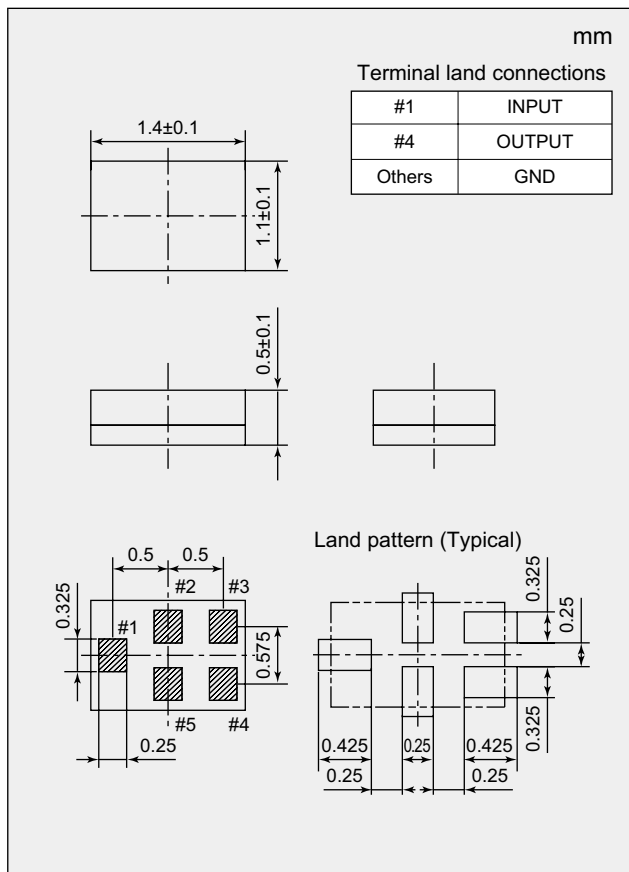 mm
Terminal land connections
#1 INPUT
#4 OUTPUT
Others GND
1.4±0.1
1.1±0.1
0.5±0.1
Land pattern (Typical)
0.5 0.5
#2 #3
0.325
#1
0.575
#5 #4
0.25
0.325
0.25
0.325
0.425 0.25 0.425
0.25 0.25